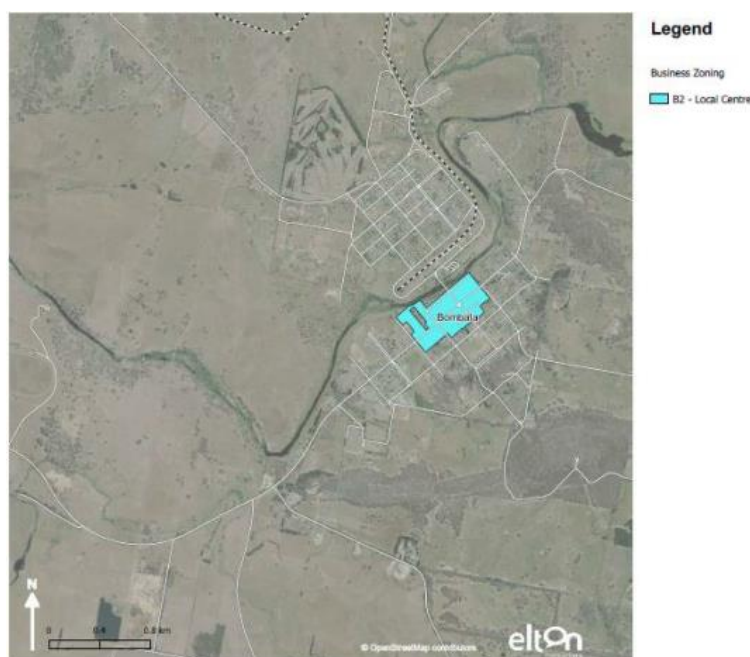 Legend
Business Zoning
B2 - Local Centre
Bombala
N
0 0.4 0.8 km
© OpenStreetMap contributors
elton